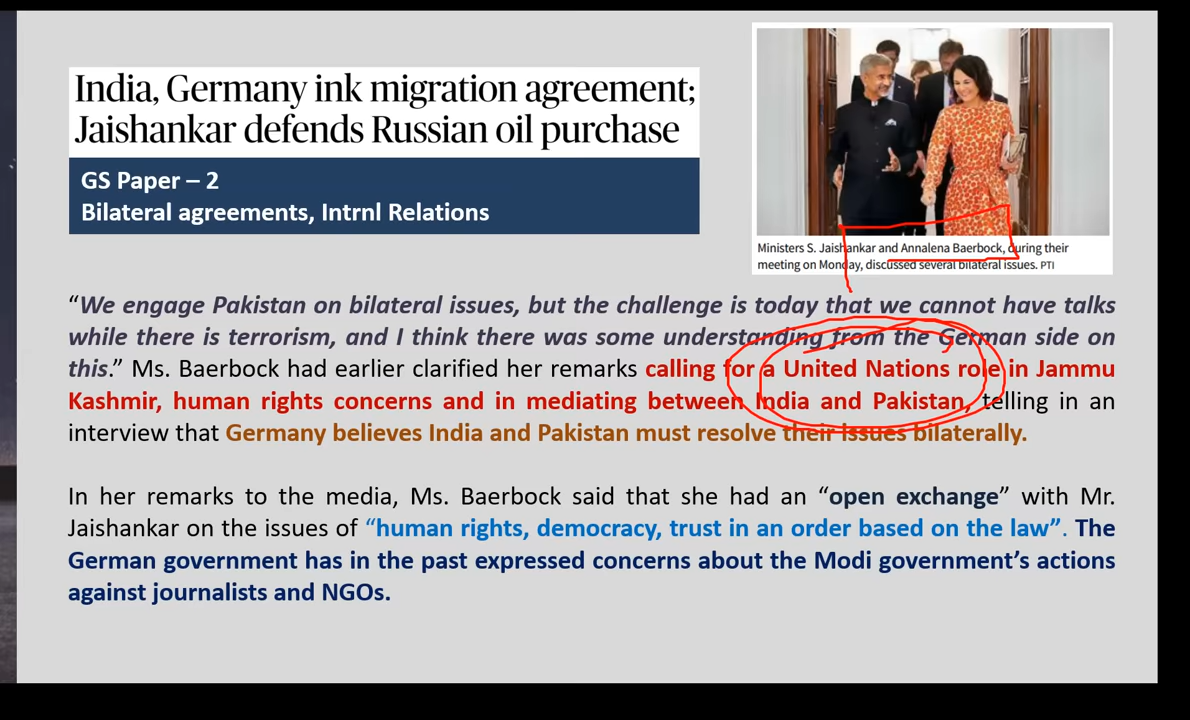 India, Germany ink migration agreement;
Jaishankar defends Russian oil purchase
GS Paper – 2
Bilateral agreements, Intrnl Relations
Ministers S. Jaishankar and Annalena Baerbock, during their
meeting on Monday, discussed several bilateral issues. PTI
“We engage Pakistan on bilateral issues, but the challenge is today that we cannot have talks
while there is terrorism, and I think there was some understanding from the German side on
this.” Ms. Baerbock had earlier clarified her remarks calling for a United Nations role in Jammu
Kashmir, human rights concerns and in mediating between India and Pakistan, telling in an
interview that Germany believes India and Pakistan must resolve their issues bilaterally.
In her remarks to the media, Ms. Baerbock said that she had an “open exchange” with Mr.
Jaishankar on the issues of “human rights, democracy, trust in an order based on the law”. The
German government has in the past expressed concerns about the Modi government’s actions
against journalists and NGOs.